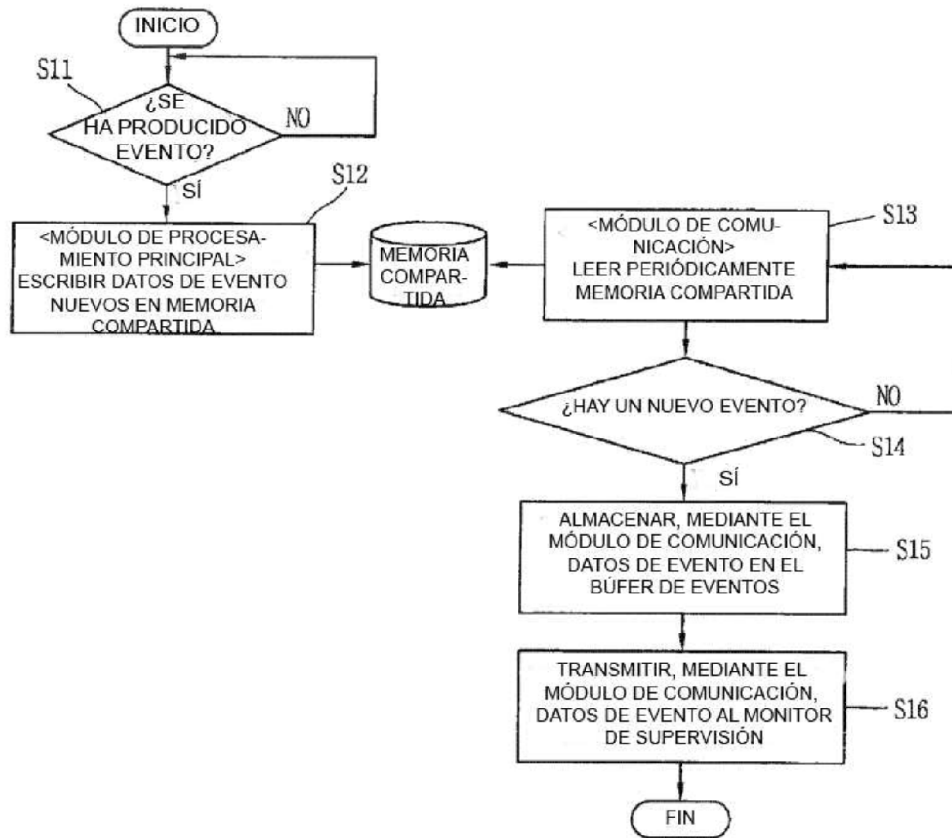 INICIO
S11
¿SE
HA PRODUCIDO
EVENTO?
NO
SÍ
S12
<MÓDULO DE PROCESA-
MIENTO PRINCIPAL>
ESCRIBIR DATOS DE EVENTO
NUEVOS EN MEMORIA
COMPARTIDA
MEMORIA
COMPAR-
TIDA
S13
<MÓDULO DE COMU-
NICACIÓN>
LEER PERIÓDICAMENTE
MEMORIA COMPARTIDA
¿HAY UN NUEVO EVENTO?
NO
S14
SÍ
ALMACENAR, MEDIANTE EL
MÓDULO DE COMUNICACIÓN,
DATOS DE EVENTO EN EL
BÚFER DE EVENTOS
S15
TRANSMITIR, MEDIANTE EL
MÓDULO DE COMUNICACIÓN,
DATOS DE EVENTO AL MONITOR
DE SUPERVISIÓN
S16
FIN